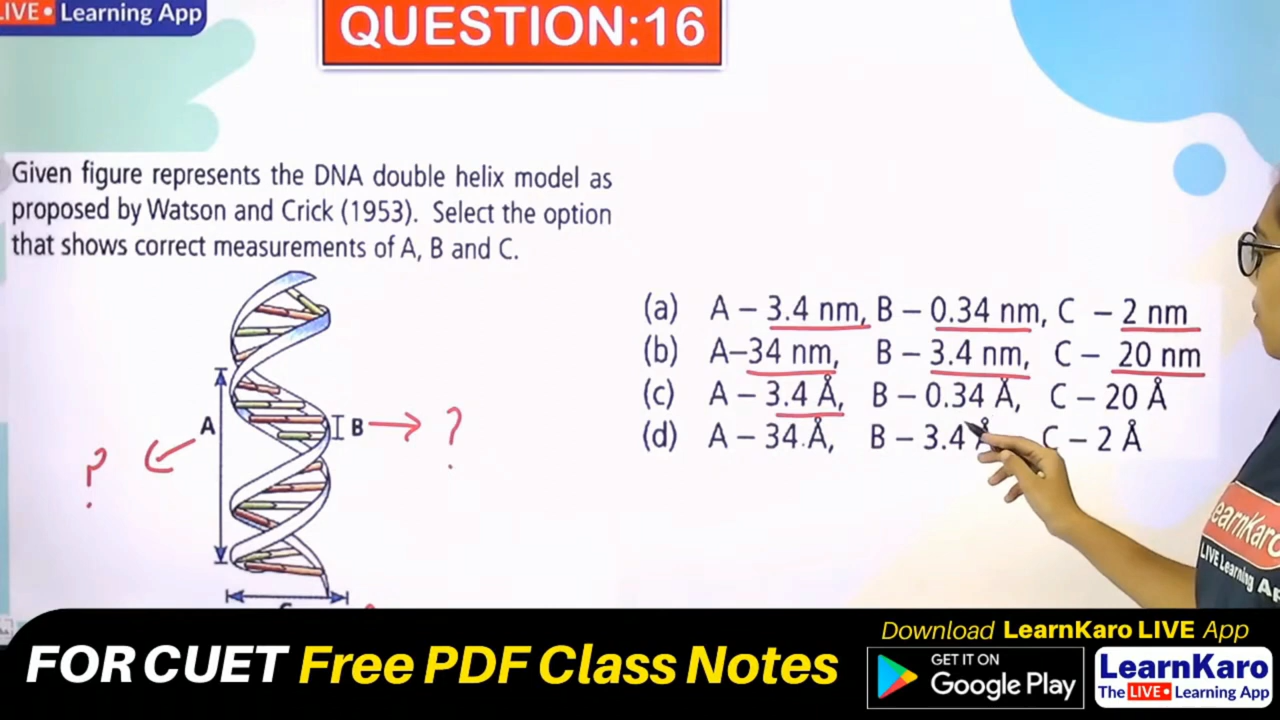 LIVE• Learning App
QUESTION:16
Given figure represents the DNA double helix model as
proposed by Watson and Crick (1953). Select the option
that shows correct measurements of A, B and C.
(a) A – 3.4 nm, B – 0.34 nm, C – 2 nm
(b) A–34 nm, B – 3.4 nm, C – 20 nm
(c) A – 3.4 Å, B – 0.34 Å, C – 20 Å
(d) A – 34 Å, B – 3.4 Å C – 2 Å
A
B
?
?
LearnKaro
LIVE Learning
FOR CUET Free PDF Class Notes
Download LearnKaro LIVE App
GET IT ON
Google Play
LearnKaro
The LIVE• Learning App